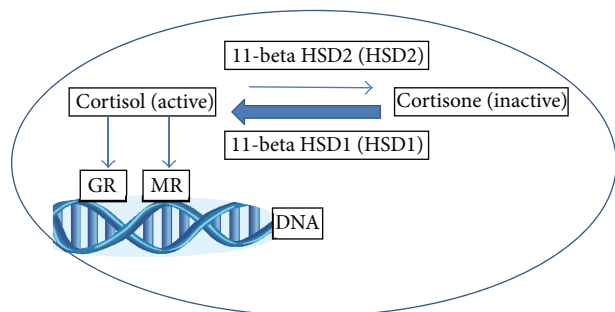 11-beta HSD2 (HSD2)
Cortisol (active)
Cortisone (inactive)
11-beta HSD1 (HSD1)
GR
MR
DNA